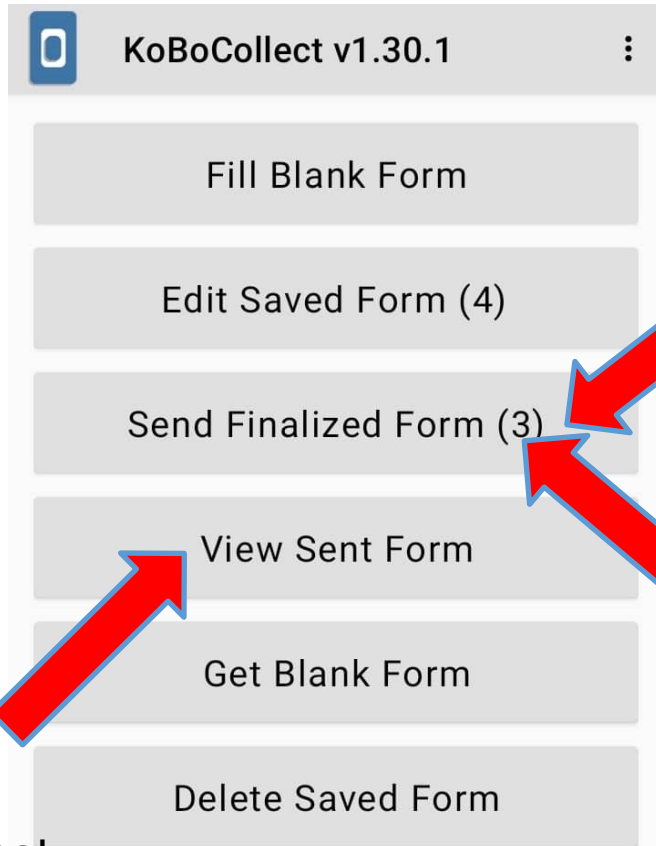 KoBoCollect v1.30.1
Fill Blank Form
Edit Saved Form (4)
Send Finalized Form (3)
View Sent Form
Get Blank Form
Delete Saved Form